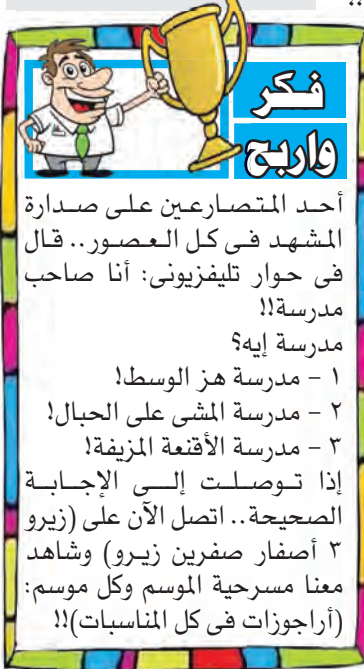 فكر
واربح
أحد المتصارعين على صدارة
المشهد فى كل العصور.. قال
فى حوار تليفزيونى: أنا صاحب
مدرسة!!
مدرسة إيه؟
١ - مدرسة هز الوسط!
٢ - مدرسة المشى على الحبال!
٣ - مدرسة الأقنعة المزيفة!
إذا توصلت إلى الإجابة
الصحيحة.. اتصل الآن على (زيرو
٣ أصفار صفرين زيرو) وشاهد
معنا مسرحية الموسم وكل موسم:
(أراجوزات فى كل المناسبات)!!